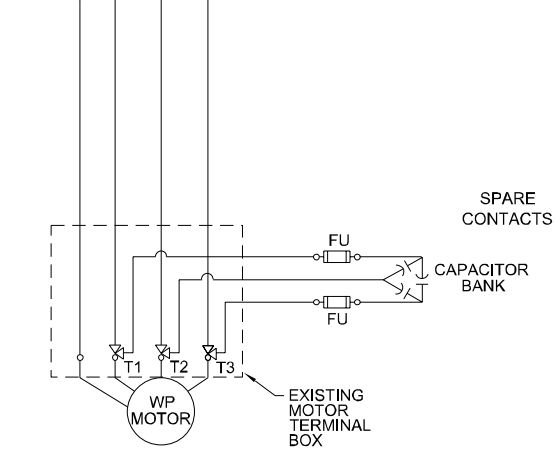 SPARE
CONTACTS
FU
CAPACITOR
BANK
FU
T1
T2
T3
WP
MOTOR
EXISTING
MOTOR
TERMINAL
BOX